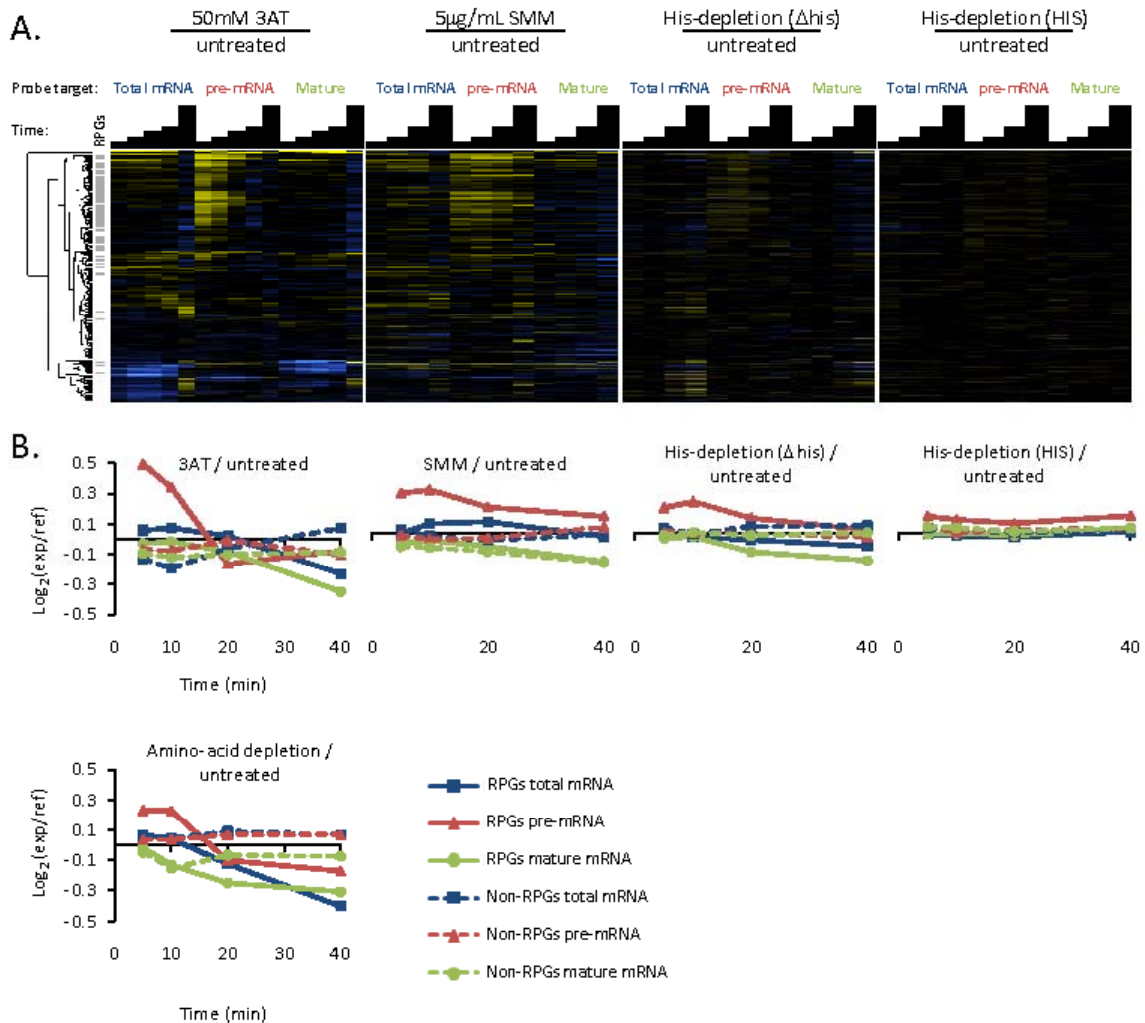 A.
50mM 3AT
untreated
5µg/mL SMM
untreated
His-depletion (Δhis)
untreated
His-depletion (HIS)
untreated
Probe target: Total mRNA pre-mRNA Mature Total mRNA pre-mRNA Mature Total mRNA pre-mRNA Mature Total mRNA pre-mRNA Mature
Time:
RPGs
B.
3AT / untreated
SMM / untreated
His-depletion (Δhis) /
untreated
His-depletion (HIS) /
untreated
Log2(exp/ref)
0.5
0.3
0.1
-0.1
-0.3
-0.5
0 10 20 30 40
0 20 40
0 20 40
0 20 40
Time (min)
Amino-acid depletion /
untreated
Log2(exp/ref)
0.5
0.3
0.1
-0.1
-0.3
-0.5
0 10 20 30 40
Time (min)
RPGs total mRNA
RPGs pre-mRNA
RPGs mature mRNA
Non-RPGs total mRNA
Non-RPGs pre-mRNA
Non-RPGs mature mRNA